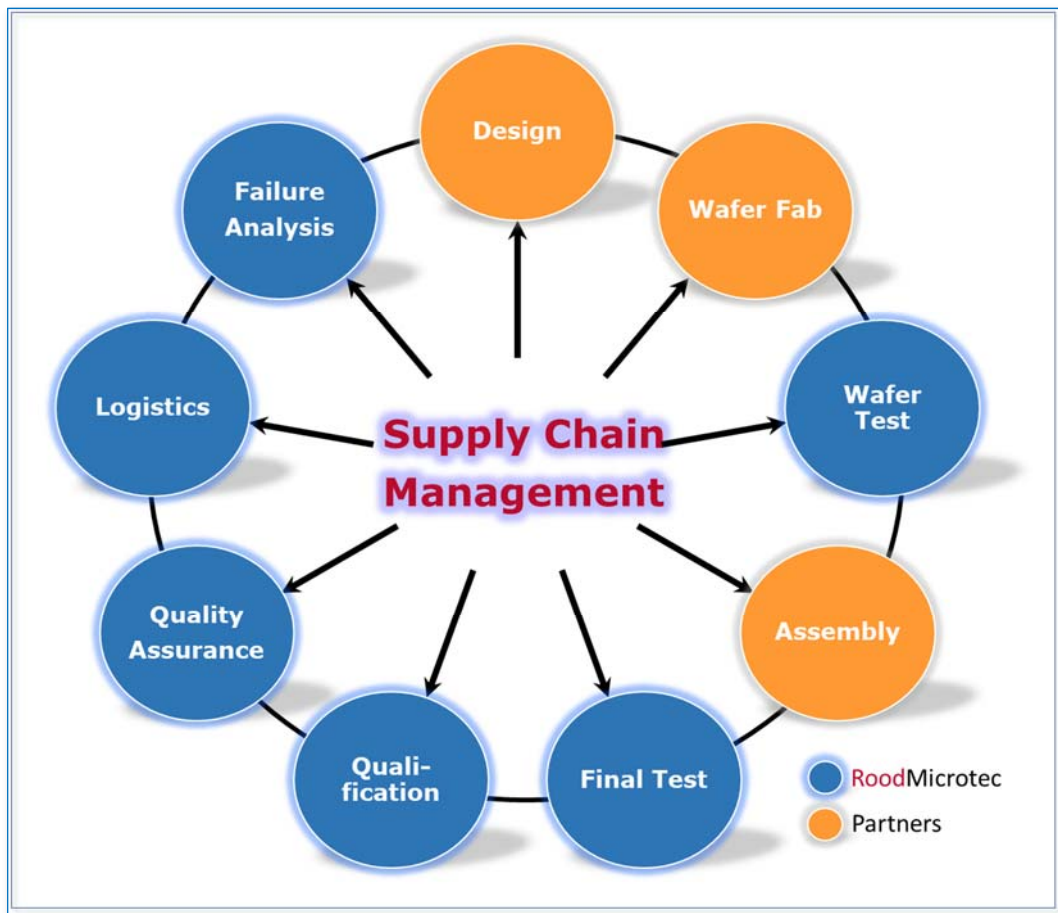 Design
Wafer Fab
Failure
Analysis
Wafer
Test
Logistics
Supply Chain
Management
Quality
Assurance
Assembly
Quali-
fication
Final Test
RoodMicrotec
Partners